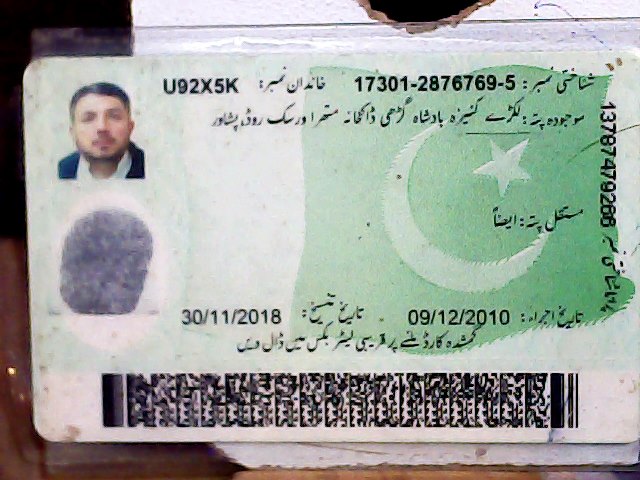 شناختی نمبر: 17301-2876769-5 خاندان نمبر: U92X5K
موجودہ پتہ: لکڑے کنیزہ بادشاہ گڑھی ڈاکخانہ متھرا ورسک روڈ، پشاور
مستقل پتہ: ایضاً
تاریخ اجراء: 09/12/2010 تاریخ تنسیخ: 30/11/2018
گمشدہ کارڈ ملنے پر قریبی لیٹر بکس میں ڈال دیں